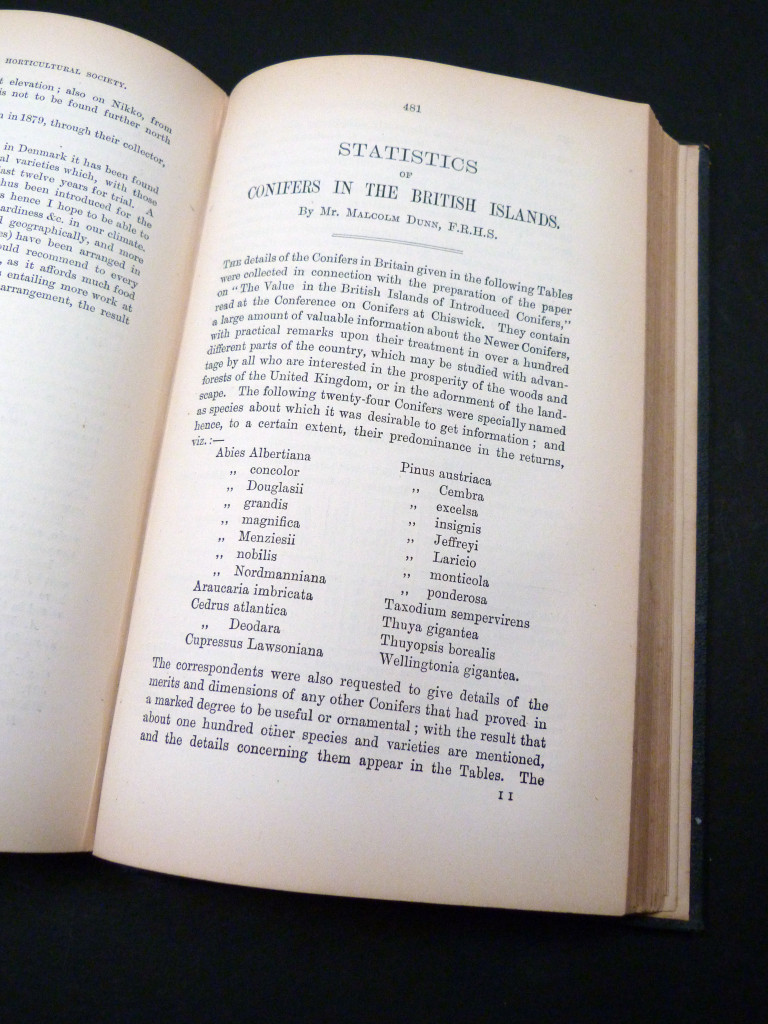 HORTICULTURAL SOCIETY.
t elevation; also on Nikko, from
is not to be found further north
n in 1879, through their collector,
in Denmark it has been found
al varieties which, with those
ast twelve years for trial. A
hus been introduced for the
s hence I hope to be able to
ardiness &c. in our climate.
l geographically, and more
es) have been arranged in
uld recommend to every
, as it affords much food
entailing more work at
arrangement, the result
481
STATISTICS
OF
CONIFERS IN THE BRITISH ISLANDS.
By Mr. Malcolm Dunn, F.R.H.S.
The details of the Conifers in Britain given in the following Tables
were collected in connection with the preparation of the paper
on "The Value in the British Islands of Introduced Conifers,"
read at the Conference on Conifers at Chiswick. They contain
a large amount of valuable information about the Newer Conifers,
with practical remarks upon their treatment in over a hundred
different parts of the country, which may be studied with advan-
tage by all who are interested in the prosperity of the woods and
forests of the United Kingdom, or in the adornment of the land-
scape. The following twenty-four Conifers were specially named
as species about which it was desirable to get information; and
hence, to a certain extent, their predominance in the returns,
viz.:—
Abies Albertiana
„ concolor
„ Douglasii
„ grandis
„ magnifica
„ Menziesii
„ nobilis
„ Nordmanniana
Araucaria imbricata
Cedrus atlantica
„ Deodara
Cupressus Lawsoniana
Pinus austriaca
„ Cembra
„ excelsa
„ insignis
„ Jeffreyi
„ Laricio
„ monticola
„ ponderosa
Taxodium sempervirens
Thuya gigantea
Thuyopsis borealis
Wellingtonia gigantea.
The correspondents were also requested to give details of the
merits and dimensions of any other Conifers that had proved in
a marked degree to be useful or ornamental; with the result that
about one hundred other species and varieties are mentioned,
and the details concerning them appear in the Tables. The
II